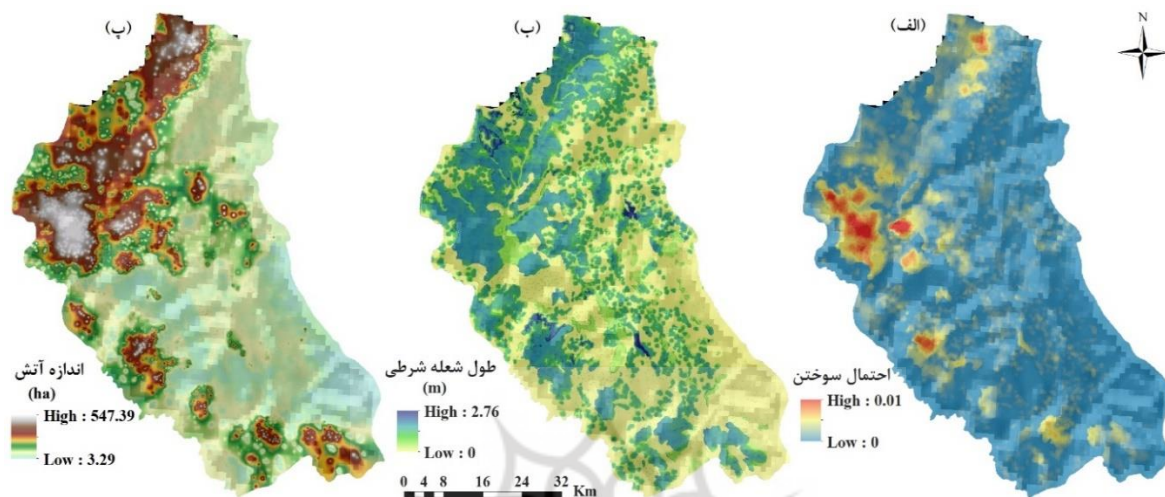 (الف)
N
احتمال سوختن
High : 0.01
Low : 0
(ب)
طول شعله شرطی
(m)
High : 2.76
Low : 0
0 4 8 16 24 32
Km
(پ)
اندازه آتش
(ha)
High : 547.39
Low : 3.29